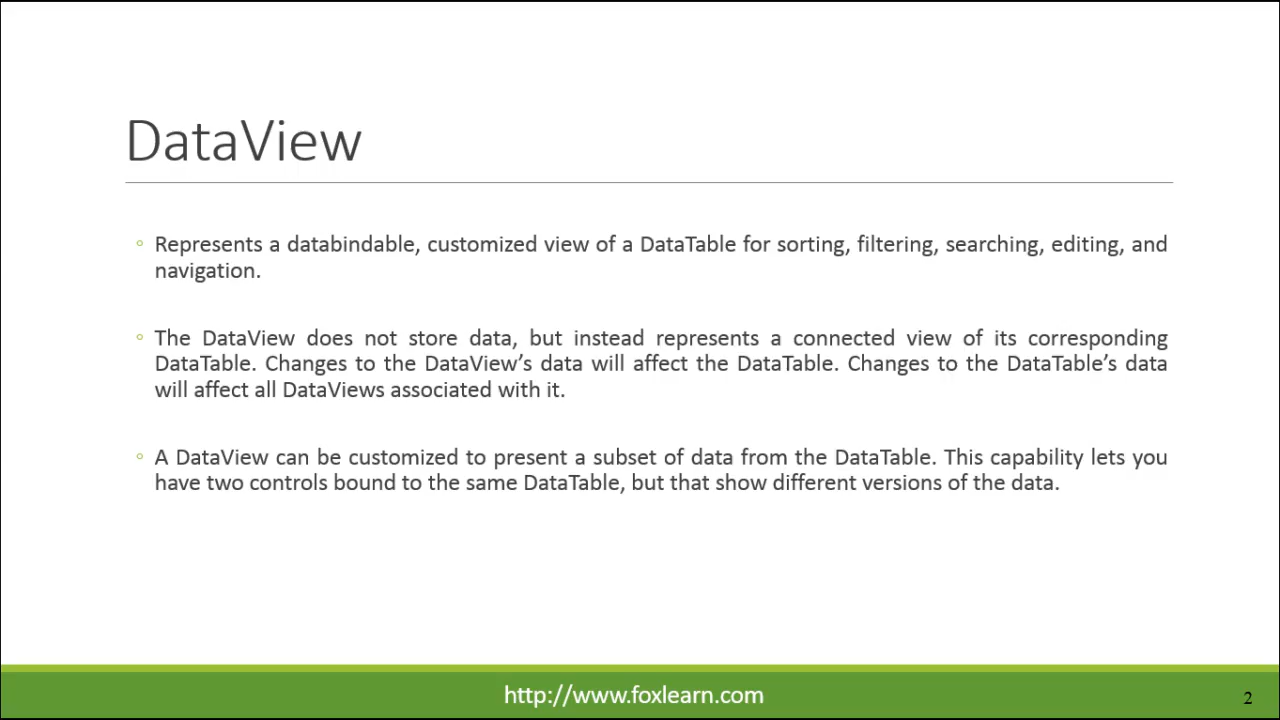 DataView
◦ Represents a databindable, customized view of a DataTable for sorting, filtering, searching, editing, and
navigation.
◦ The DataView does not store data, but instead represents a connected view of its corresponding
DataTable. Changes to the DataView’s data will affect the DataTable. Changes to the DataTable’s data
will affect all DataViews associated with it.
◦ A DataView can be customized to present a subset of data from the DataTable. This capability lets you
have two controls bound to the same DataTable, but that show different versions of the data.
http://www.foxlearn.com
2